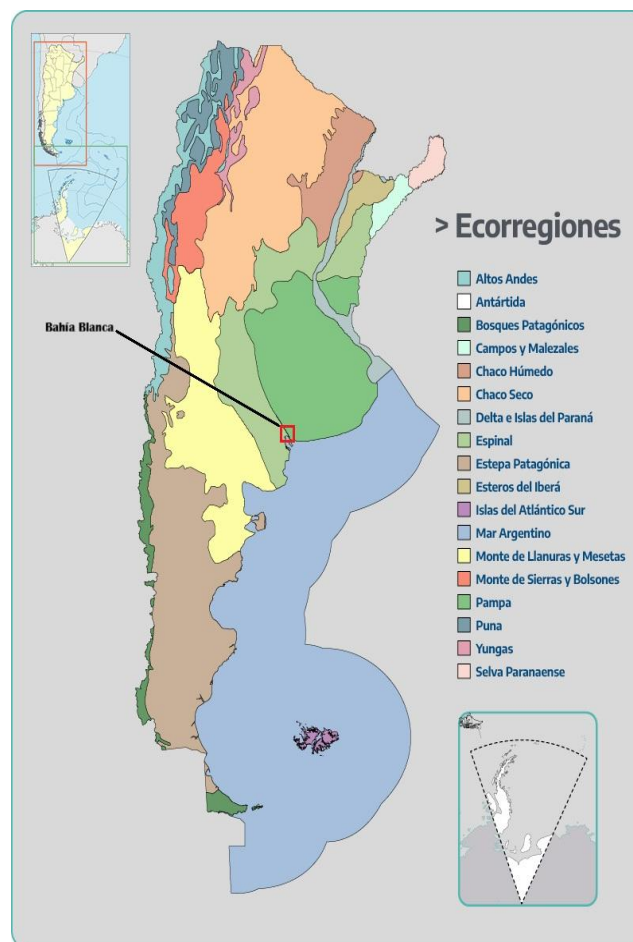 > Ecorregiones
Bahía Blanca
Altos Andes
Antártida
Bosques Patagónicos
Campos y Malezales
Chaco Húmedo
Chaco Seco
Delta e Islas del Paraná
Espinal
Estepa Patagónica
Esteros del Iberá
Islas del Atlántico Sur
Mar Argentino
Monte de Llanuras y Mesetas
Monte de Sierras y Bolsones
Pampa
Puna
Yungas
Selva Paranaense